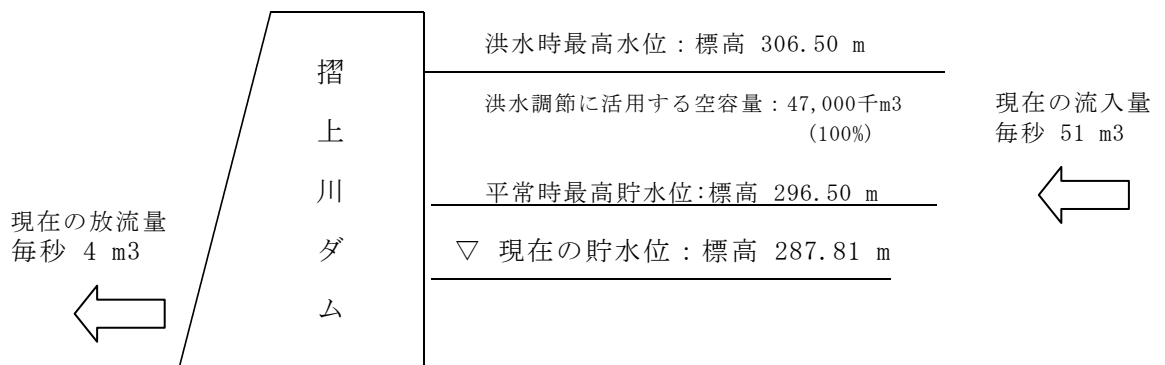 洪水時最高水位：標高 306.50 m
洪水調節に活用する空容量：47,000千m3
(100%)
平常時最高貯水位:標高 296.50 m
▽ 現在の貯水位：標高 287.81 m
摺上川ダム
現在の流入量
毎秒 51 m3
現在の放流量
毎秒 4 m3